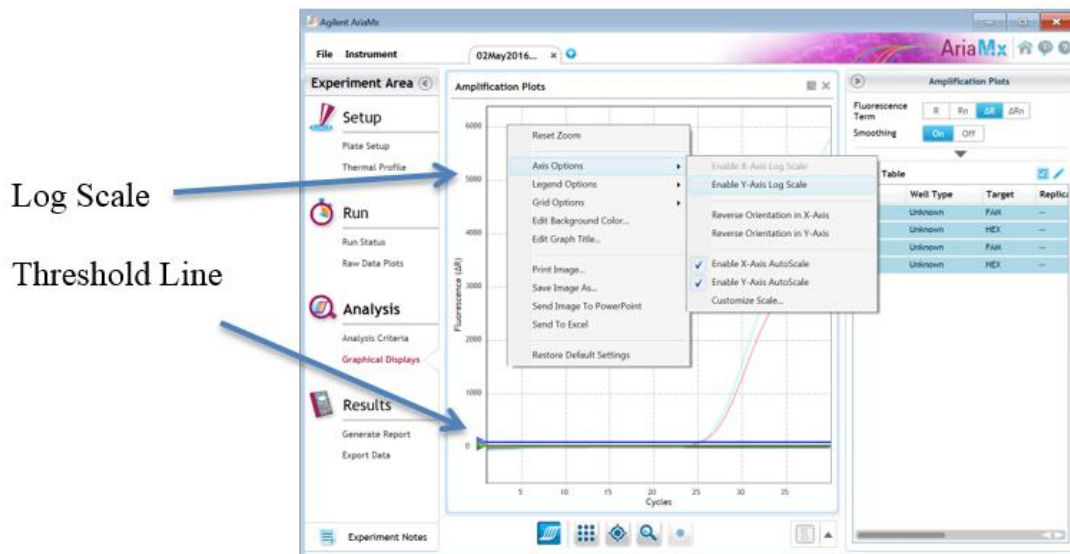 Agilent AriaMx
File Instrument
02May2016...
AriaMx
Experiment Area
Setup
Plate Setup
Thermal Profile
Run
Run Status
Raw Data Plots
Analysis
Analysis Criteria
Graphical Displays
Results
Generate Report
Export Data
Experiment Notes
Log Scale
Threshold Line
Amplification Plots
Fluorescence (ΔR)
6000
5000
4000
3000
2000
1000
0
5 10 15 20 25 30 35
Cycles
Reset Zoom
Axis Options
Legend Options
Grid Options
Edit Background Color...
Edit Graph Title...
Print Image...
Save Image As...
Send Image To PowerPoint
Send To Excel
Restore Default Settings
Enable X-Axis Log Scale
Enable Y-Axis Log Scale
Reverse Orientation in X-Axis
Reverse Orientation in Y-Axis
Enable X-Axis AutoScale
Enable Y-Axis AutoScale
Customize Scale...
Amplification Plots
Fluorescence
Term
R Rn ΔR ΔRn
Smoothing On Off
Table
Well Type Target Replica
Unknown FAM --
Unknown HEX --
Unknown FAM --
Unknown HEX --